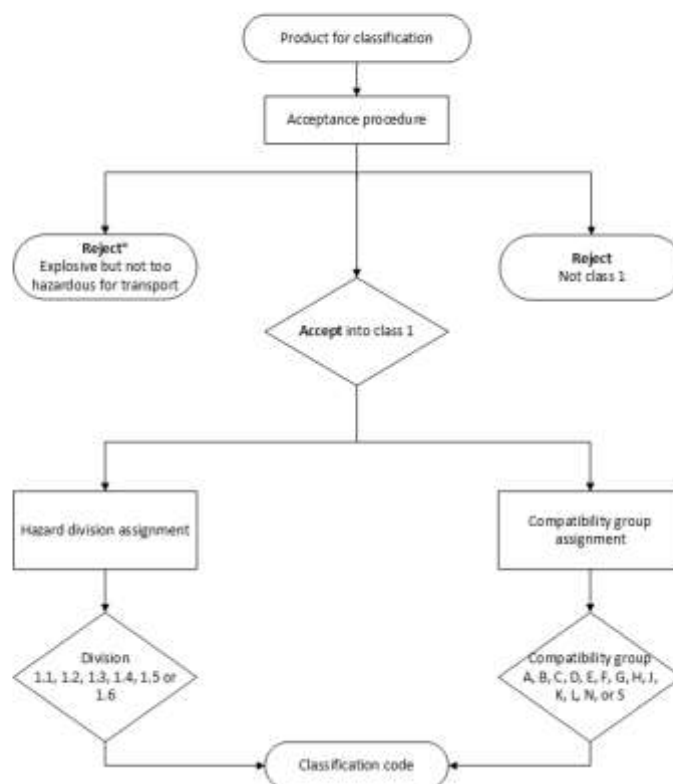 Product for classification
Acceptance procedure
Reject*
Explosive but not too
hazardous for transport
Reject
Not class 1
Accept into class 1
Hazard division assignment
Compatibility group
assignment
Division
1.1, 1.2, 1.3, 1.4, 1.5 or
1.6
Compatibility group
A, B, C, D, E, F, G, H, J,
K, L, N, or S
Classification code